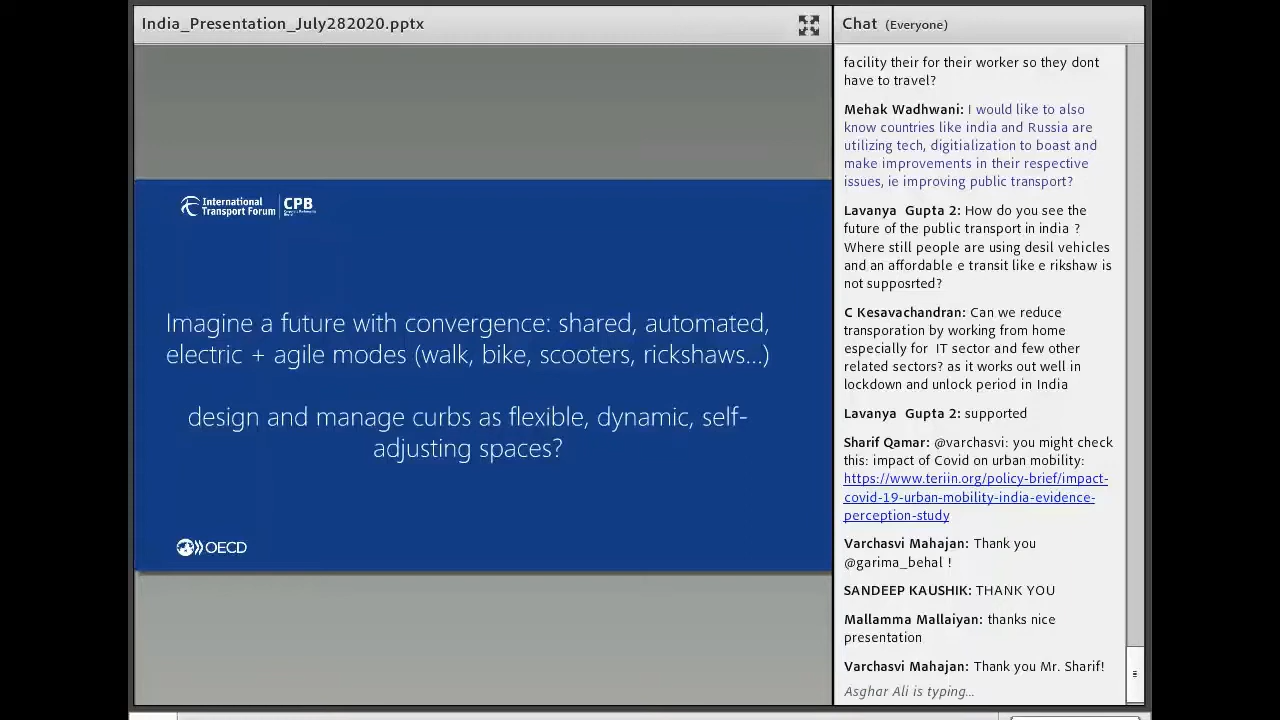 India_Presentation_July282020.pptx
International
Transport Forum
CPB
Imagine a future with convergence: shared, automated,
electric + agile modes (walk, bike, scooters, rickshaws...)
design and manage curbs as flexible, dynamic, self-
adjusting spaces?
OECD
Chat (Everyone)
facility their for their worker so they dont
have to travel?
Mehak Wadhwani: I would like to also
know countries like india and Russia are
utilizing tech, digitialization to boast and
make improvements in their respective
issues, ie improving public transport?
Lavanya Gupta 2: How do you see the
future of the public transport in india ?
Where still people are using desil vehicles
and an affordable e transit like e rikshaw is
not supposrted?
C Kesavachandran: Can we reduce
transporation by working from home
especially for IT sector and few other
related sectors? as it works out well in
lockdown and unlock period in India
Lavanya Gupta 2: supported
Sharif Qamar: @varchasvi: you might check
this: impact of Covid on urban mobility:
https://www.teriin.org/policy-brief/impact-
covid-19-urban-mobility-india-evidence-
perception-study
Varchasvi Mahajan: Thank you
@garima_behal !
SANDEEP KAUSHIK: THANK YOU
Mallamma Mallaiyan: thanks nice
presentation
Varchasvi Mahajan: Thank you Mr. Sharif!
Asghar Ali is typing...